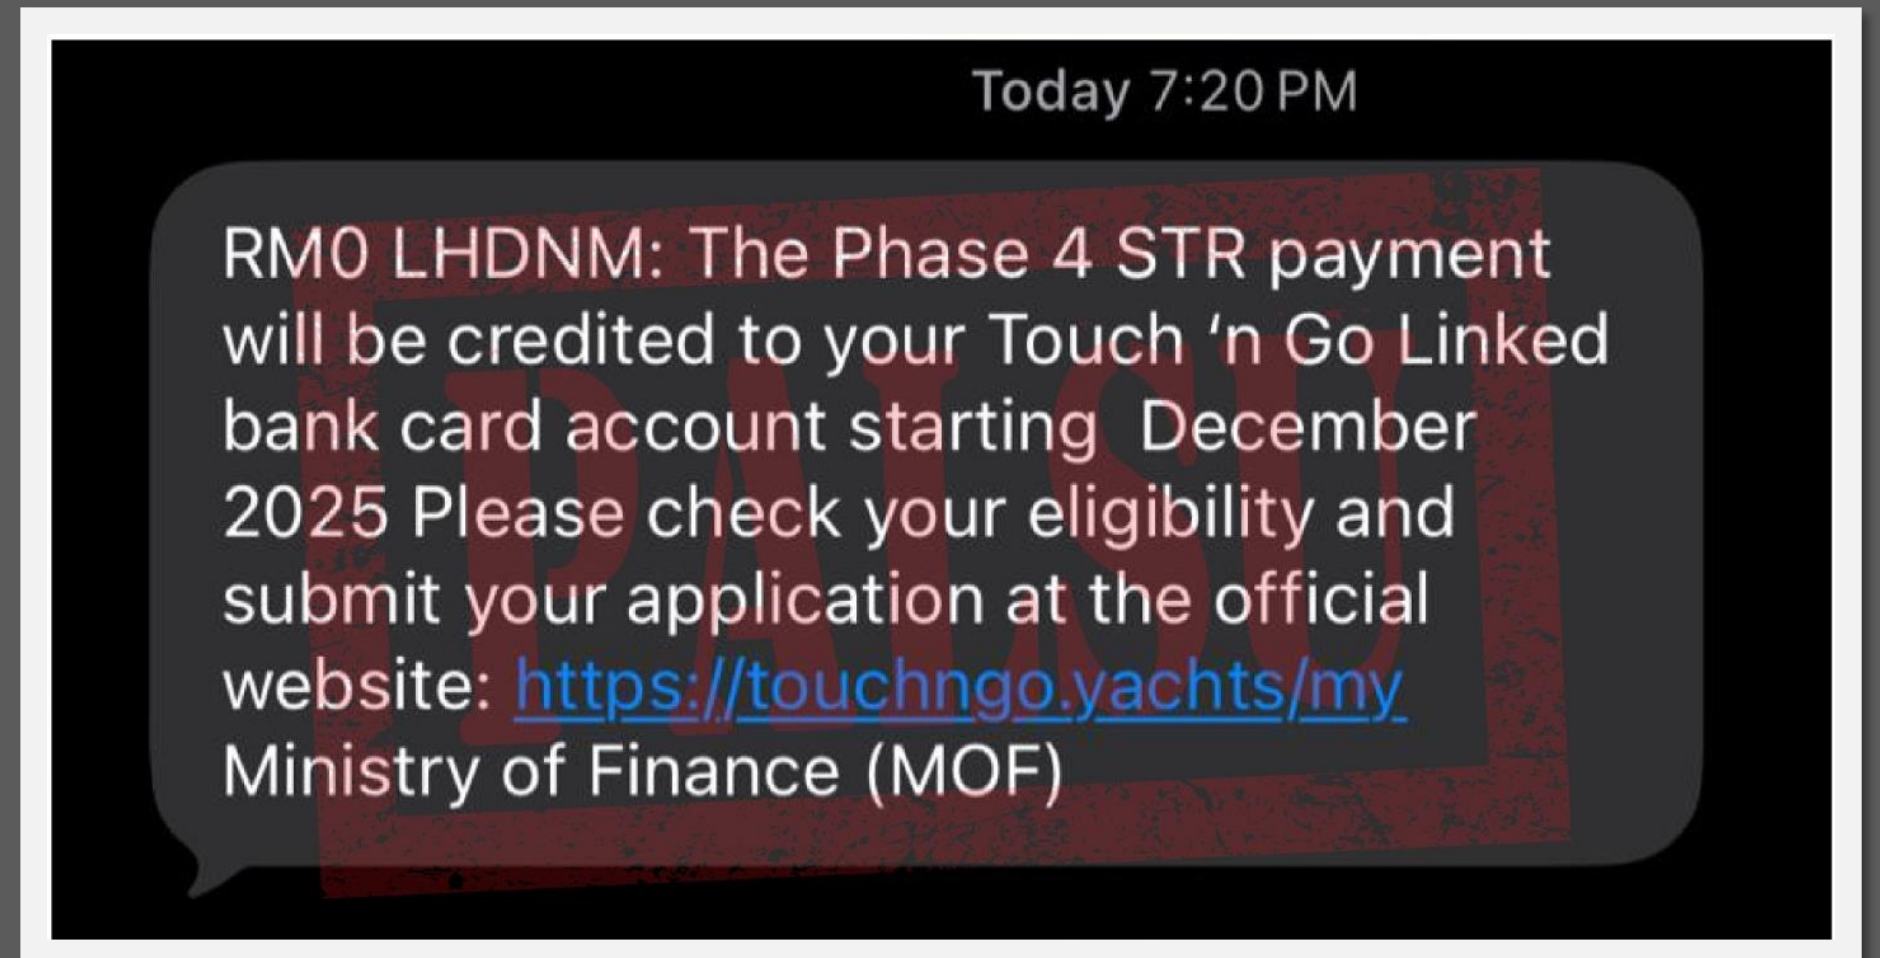 Today 7:20 PM
RM0 LHDNM: The Phase 4 STR payment
will be credited to your Touch ‘n Go Linked
bank card account starting  December
2025 Please check your eligibility and
submit your application at the official
website: https://touchngo.yachts/my
Ministry of Finance (MOF)
PALSU